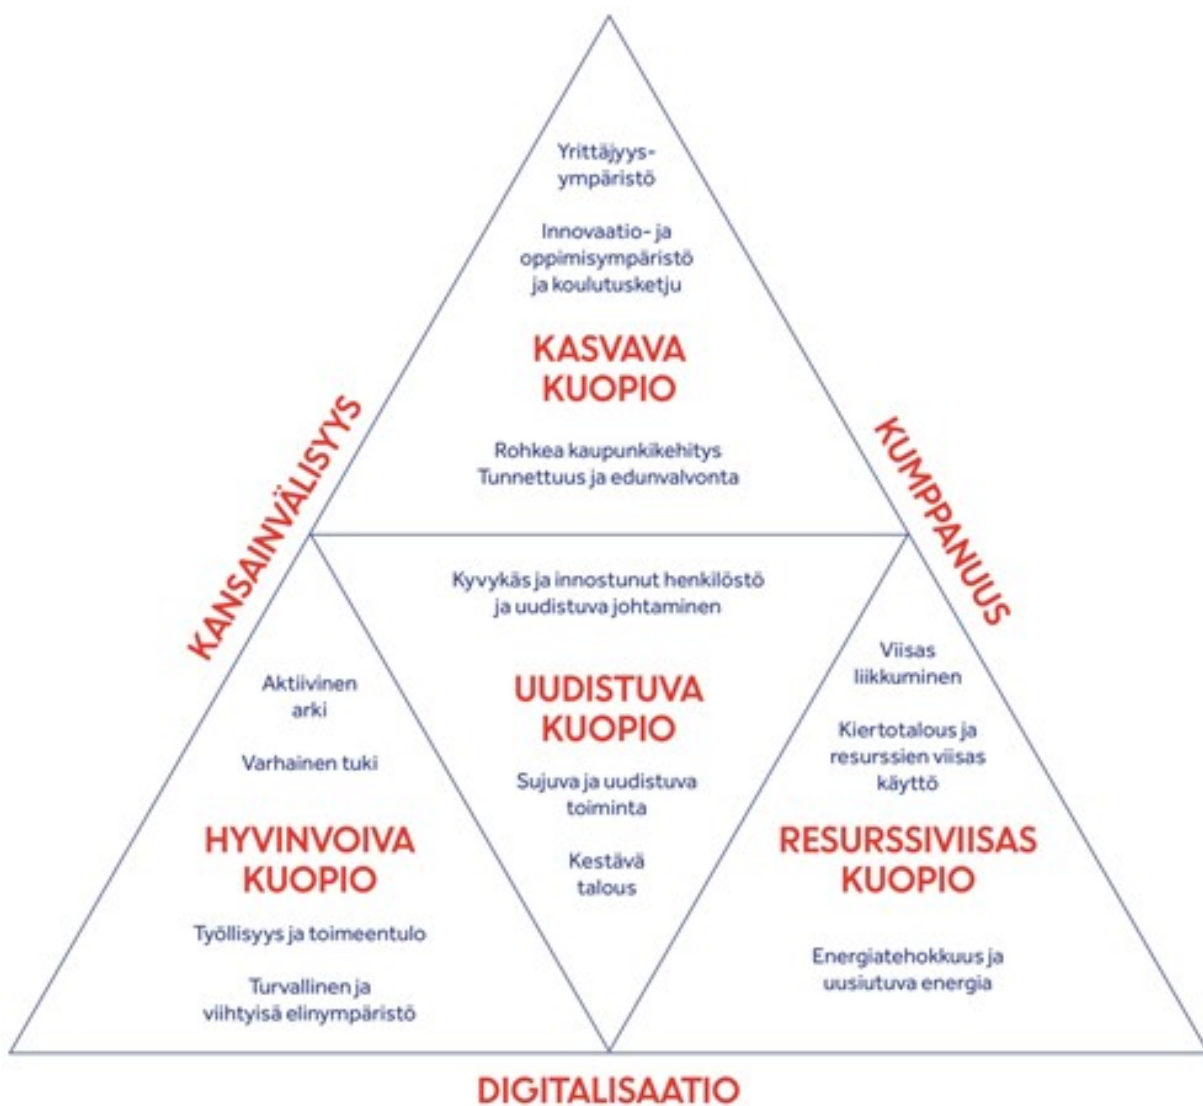 Yrittäjyys-
ympäristö
Innovaatio- ja
oppimisympäristö
ja koulutusketju
KASVAVA
KUOPIO
Rohkea kaupunkikehitys
Tunnettuus ja edunvalvonta
KANSAINVÄLISYYS
KUMPPANUUS
Kyvykäs ja innostunut henkilöstö
ja uudistuva johtaminen
UUDISTUVA
KUOPIO
Sujuva ja uudistuva
toiminta
Kestävä
talous
Aktiivinen
arki
Varhainen tuki
HYVINVOIVA
KUOPIO
Työllisyys ja toimeentulo
Turvallinen ja
viihtyisä elinympäristö
Viisas
liikkuminen
Kiertotalous ja
resurssien viisas
käyttö
RESURSSIVIISAS
KUOPIO
Energiatehokkuus ja
uusiutuva energia
DIGITALISAATIO